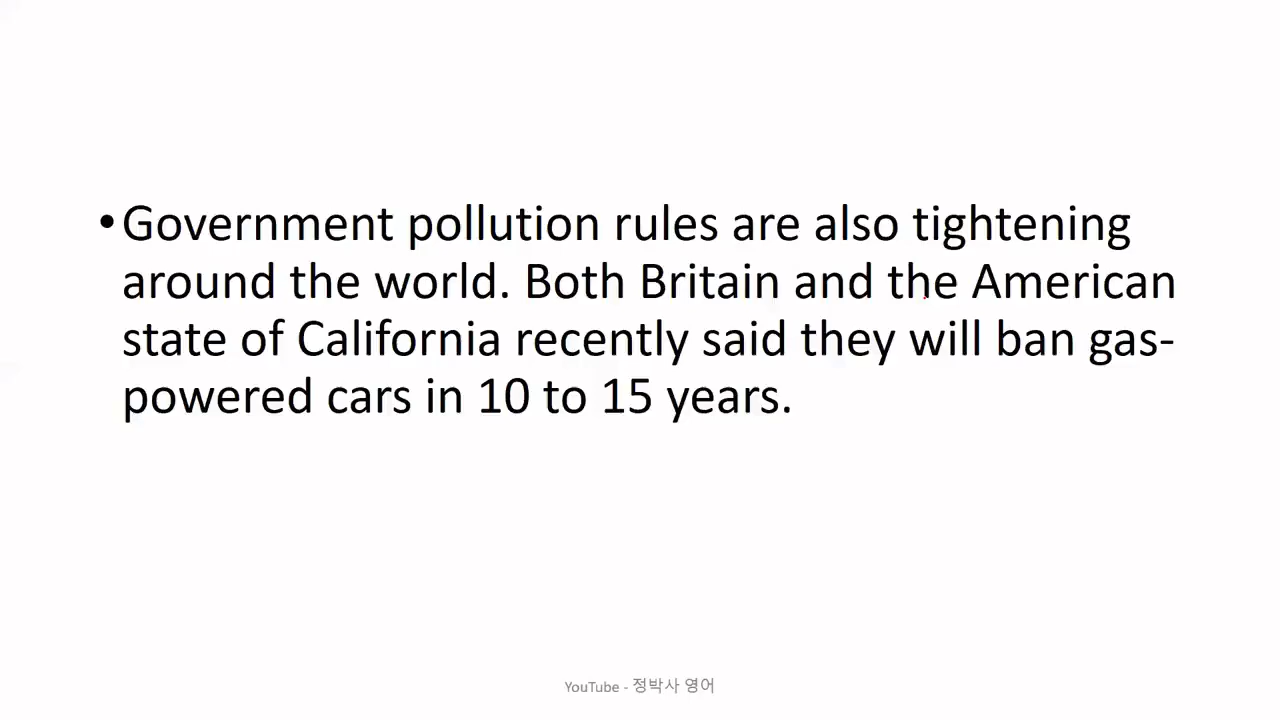 •Government pollution rules are also tightening
around the world. Both Britain and the American
state of California recently said they will ban gas-
powered cars in 10 to 15 years.
YouTube - 정박사 영어